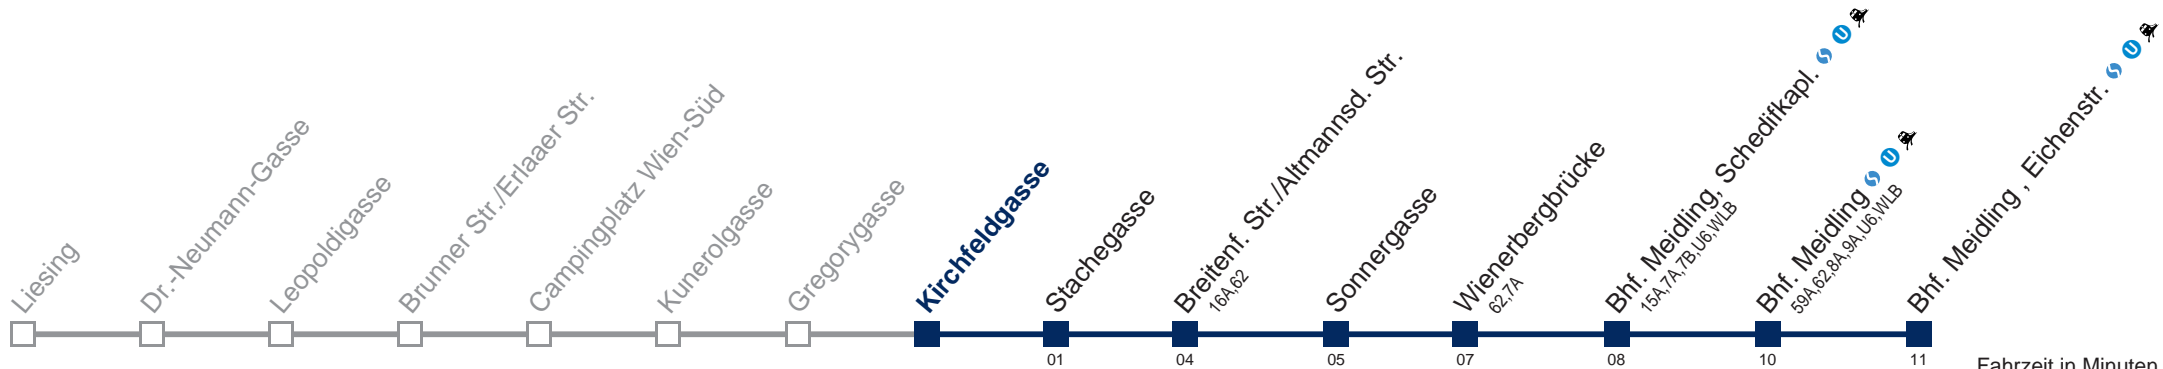 Liesing
Dr.-Neumann-Gasse
Leopoldigasse
Brunner Str./Erlaaer Str.
Campingplatz Wien-Süd
Kunerolgasse
Gregorygasse
Kirchfeldgasse
Stachegasse
01
Breitenf. Str./Altmannsd. Str.
16A,62
04
Sonnergasse
05
Wienerbergbrücke
62,7A
07
Bhf. Meidling, Schedifkapl. S U
15A,7A,7B,U6,WLB
08
Bhf. Meidling S U
59A,62,8A,9A,U6,WLB
10
Bhf. Meidling , Eichenstr. S U
11
Fahrzeit in Minuten